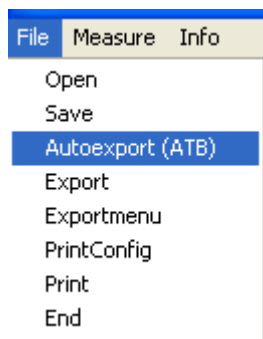 File Measure Info
Open
Save
Autoexport (ATB)
Export
Exportmenu
PrintConfig
Print
End